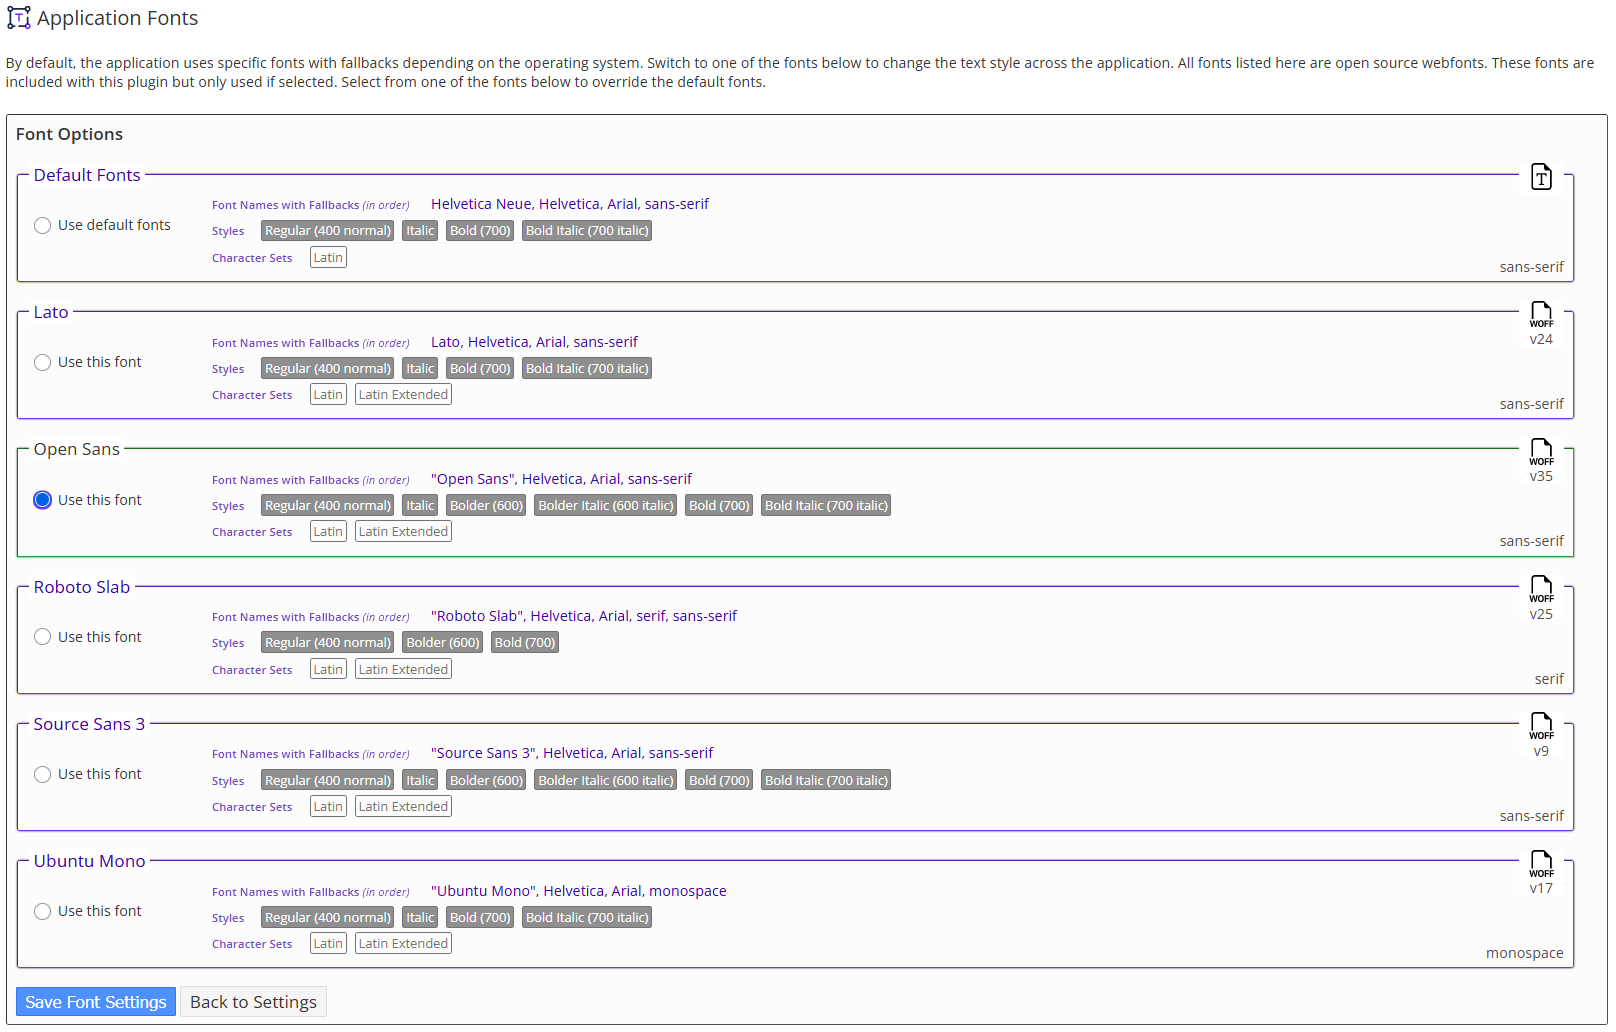 Application Fonts
By default, the application uses specific fonts with fallbacks depending on the operating system. Switch to one of the fonts below to change the text style across the application. All fonts listed here are open source webfonts. These fonts are
included with this plugin but only used if selected. Select from one of the fonts below to override the default fonts.
Font Options
Default Fonts
Use default fonts
Font Names with Fallbacks (in order) Helvetica Neue, Helvetica, Arial, sans-serif
Styles Regular (400 normal) Italic Bold (700) Bold Italic (700 italic)
Character Sets Latin
sans-serif
Lato
WOFF
v24
Use this font
Font Names with Fallbacks (in order) Lato, Helvetica, Arial, sans-serif
Styles Regular (400 normal) Italic Bold (700) Bold Italic (700 italic)
Character Sets Latin Latin Extended
sans-serif
Open Sans
WOFF
v35
Use this font
Font Names with Fallbacks (in order) "Open Sans", Helvetica, Arial, sans-serif
Styles Regular (400 normal) Italic Bolder (600) Bolder Italic (600 italic) Bold (700) Bold Italic (700 italic)
Character Sets Latin Latin Extended
sans-serif
Roboto Slab
WOFF
v25
Use this font
Font Names with Fallbacks (in order) "Roboto Slab", Helvetica, Arial, serif, sans-serif
Styles Regular (400 normal) Bolder (600) Bold (700)
Character Sets Latin Latin Extended
serif
Source Sans 3
WOFF
v9
Use this font
Font Names with Fallbacks (in order) "Source Sans 3", Helvetica, Arial, sans-serif
Styles Regular (400 normal) Italic Bolder (600) Bolder Italic (600 italic) Bold (700) Bold Italic (700 italic)
Character Sets Latin Latin Extended
sans-serif
Ubuntu Mono
WOFF
v17
Use this font
Font Names with Fallbacks (in order) "Ubuntu Mono", Helvetica, Arial, monospace
Styles Regular (400 normal) Italic Bold (700) Bold Italic (700 italic)
Character Sets Latin Latin Extended
monospace
Save Font Settings Back to Settings